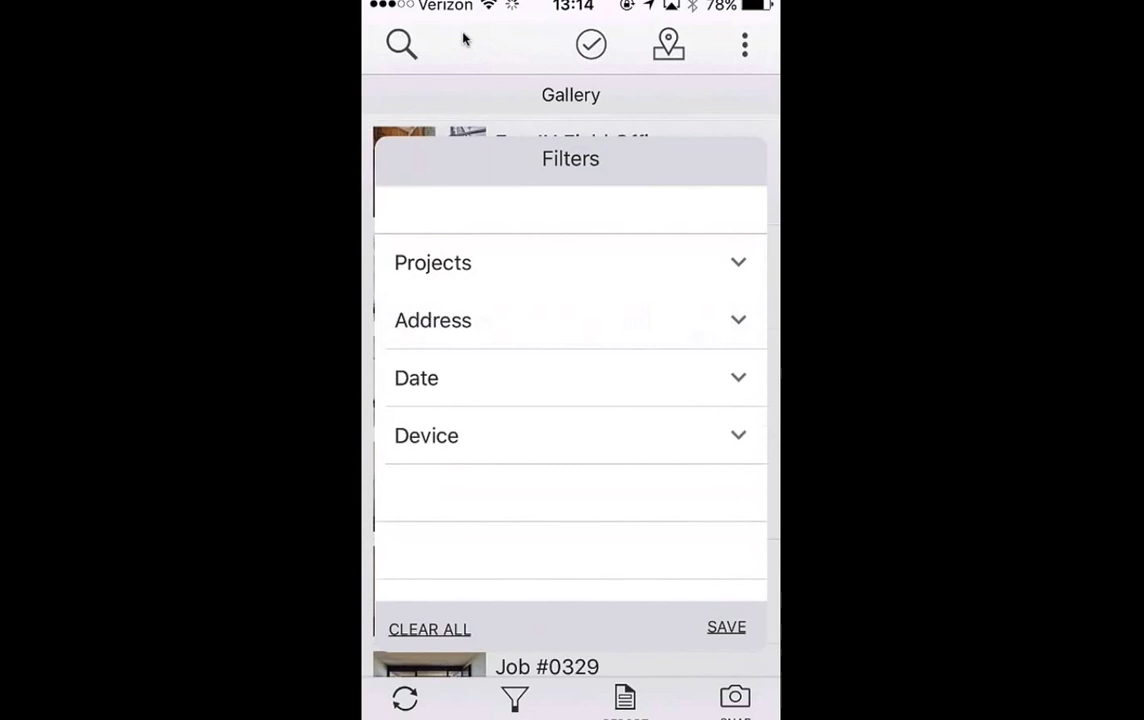 Verizon 13:14 78%
Gallery
Filters
Projects
Address
Date
Device
CLEAR ALL SAVE
Job #0329